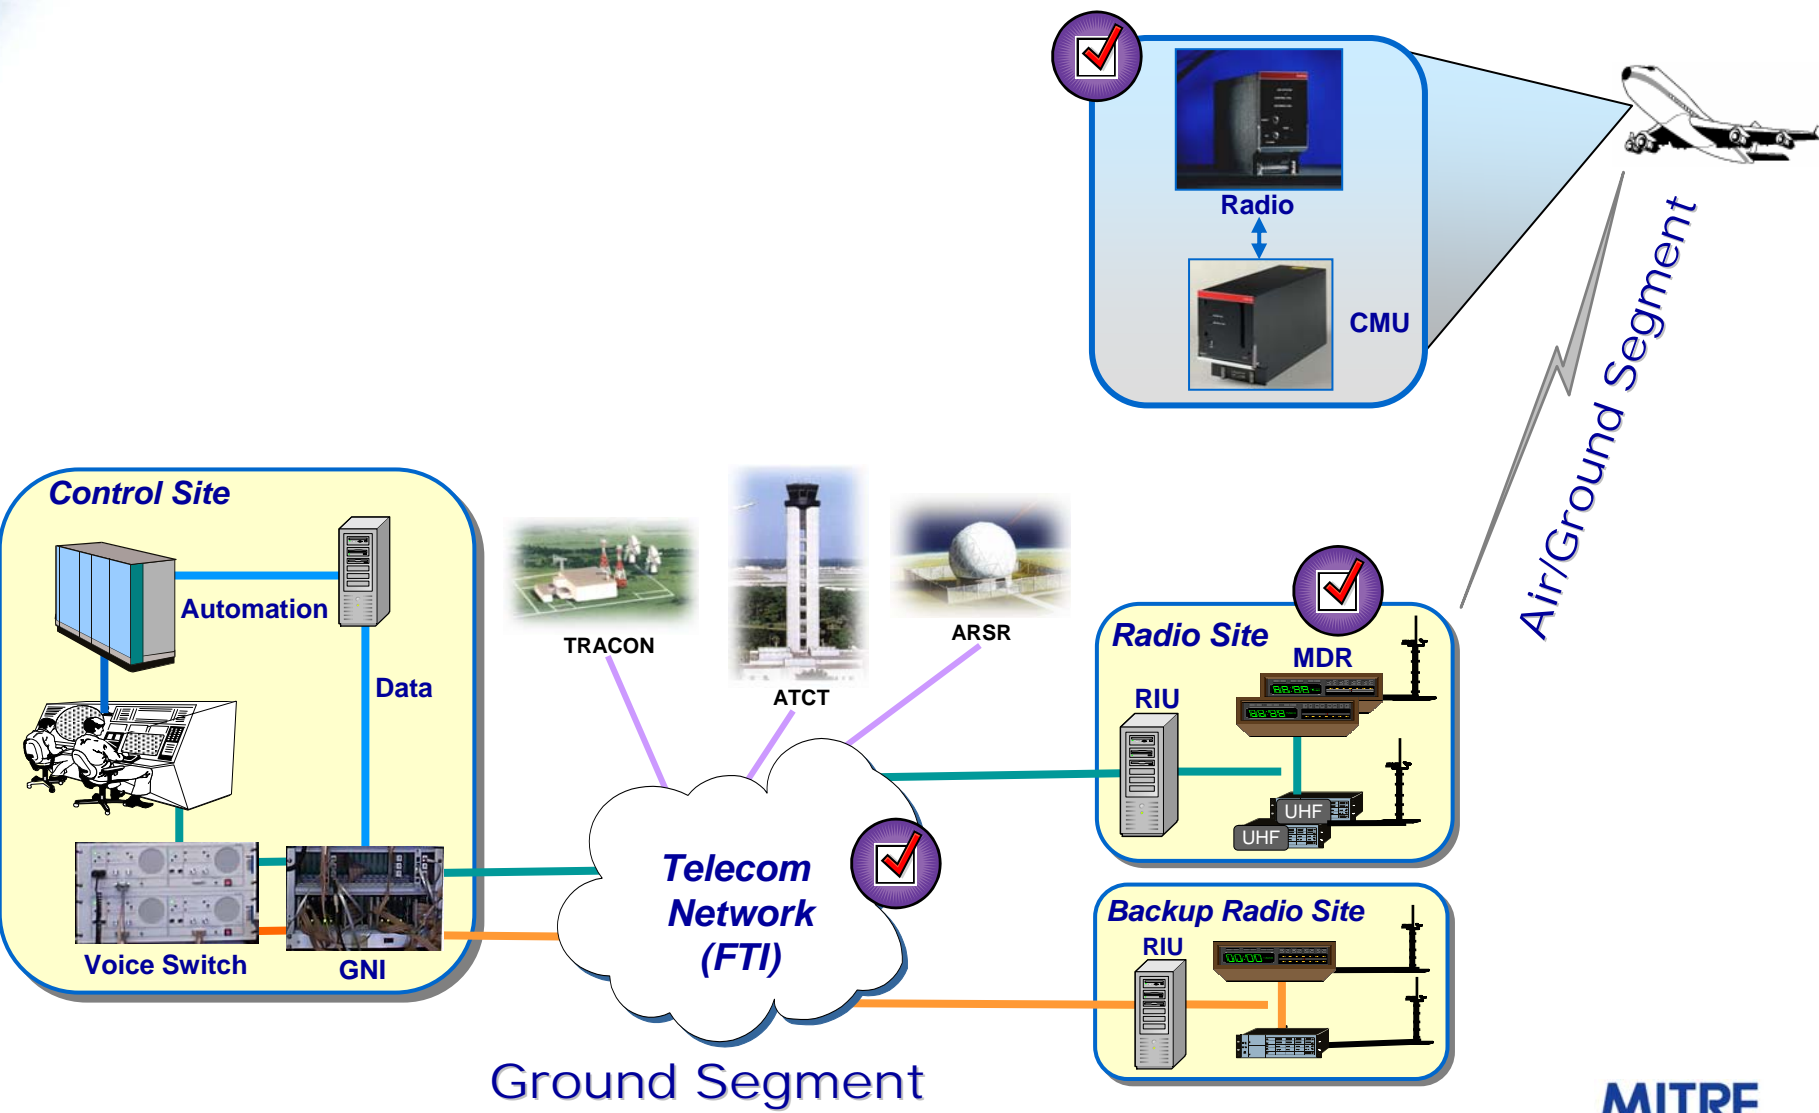 Radio
CMU
Air/Ground Segment
Control Site
Automation
Data
Voice Switch
GNI
TRACON
ATCT
ARSR
Telecom
Network
(FTI)
Radio Site
MDR
RIU
UHF
UHF
Backup Radio Site
RIU
Ground Segment
MITRE